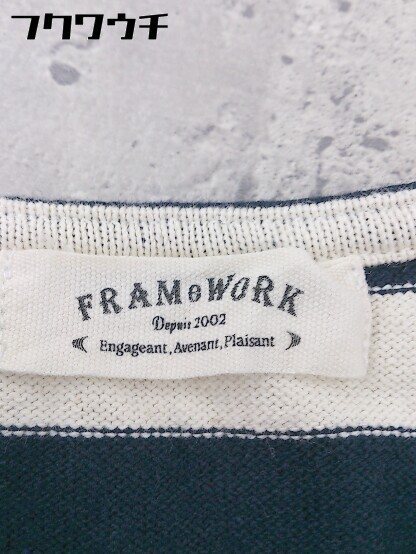 フクワウチ
FRAMeWORK
Depuis 2002
Engageant, Avenant, Plaisant